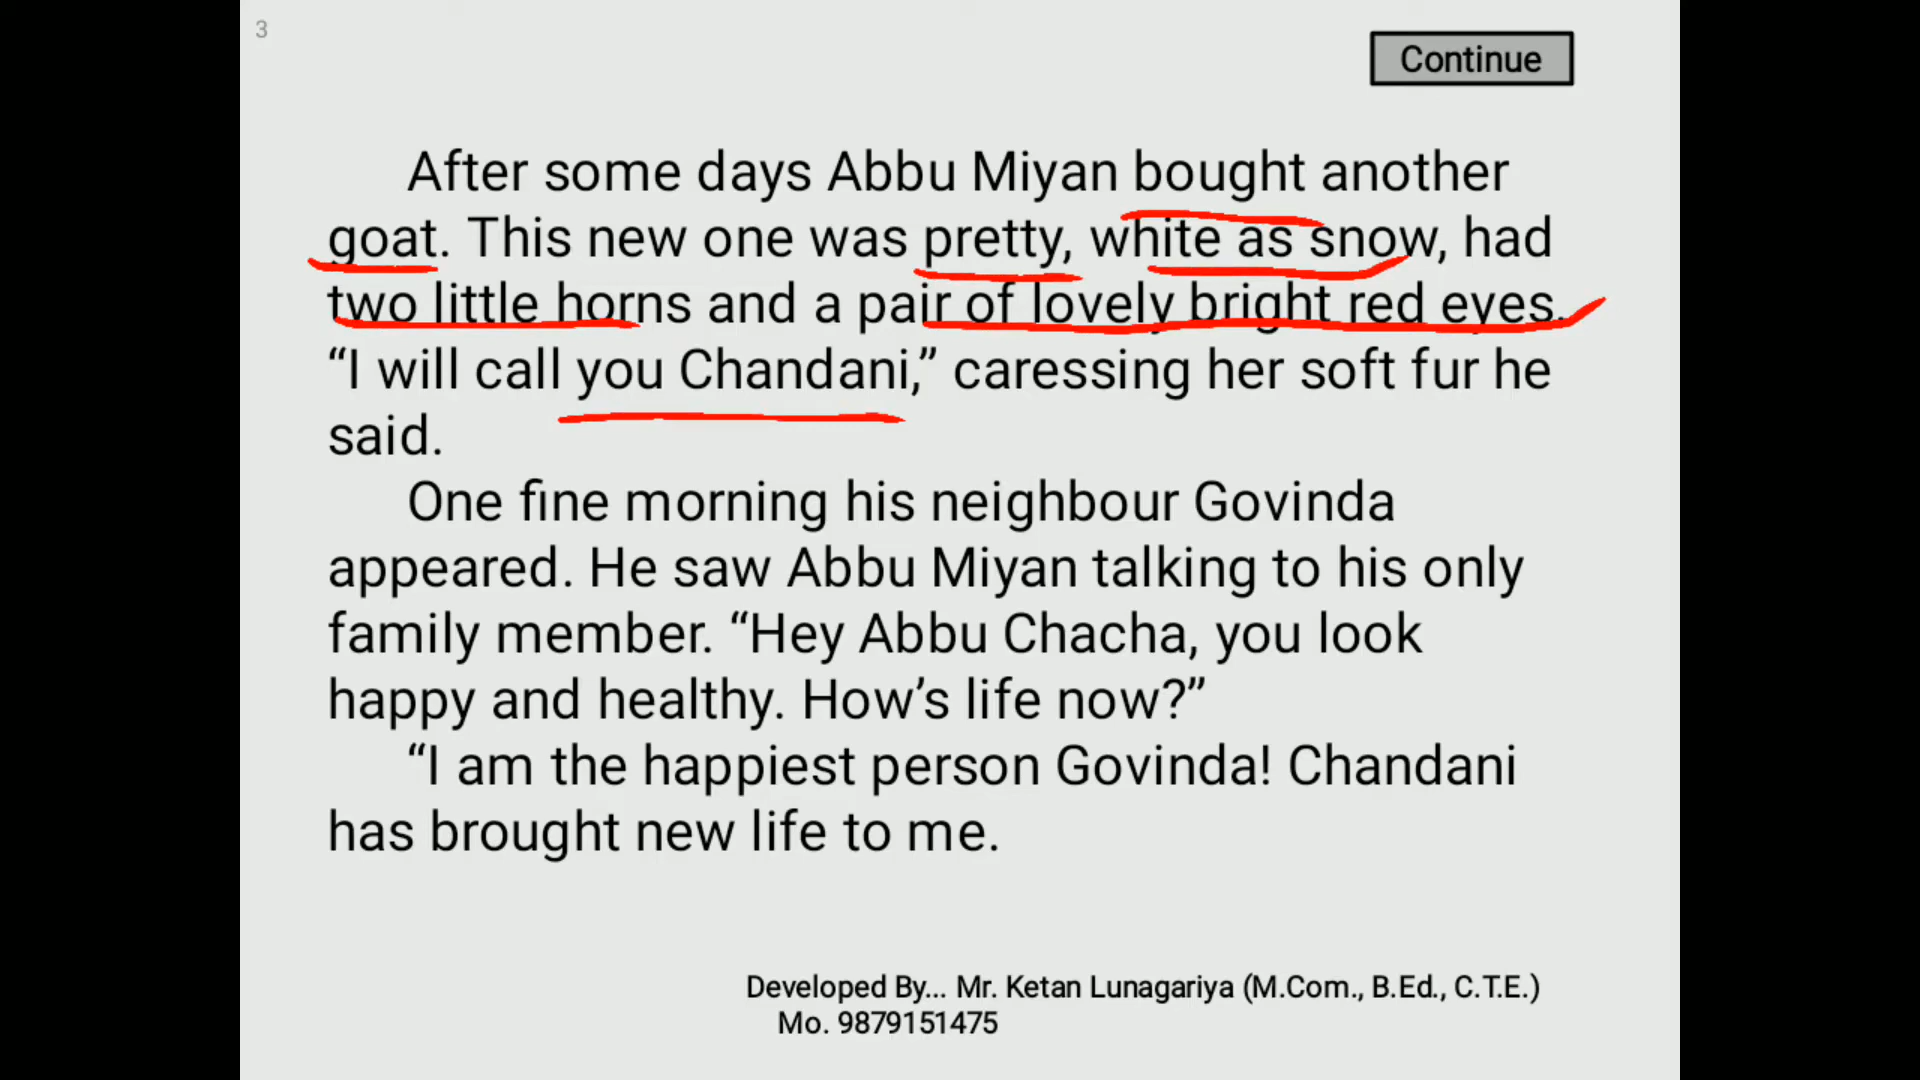 3
Continue
After some days Abbu Miyan bought another
goat. This new one was pretty, white as snow, had
two little horns and a pair of lovely bright red eyes.
“I will call you Chandani,” caressing her soft fur he
said.
One fine morning his neighbour Govinda
appeared. He saw Abbu Miyan talking to his only
family member. “Hey Abbu Chacha, you look
happy and healthy. How’s life now?”
“I am the happiest person Govinda! Chandani
has brought new life to me.
Developed By... Mr. Ketan Lunagariya (M.Com., B.Ed., C.T.E.)
Mo. 9879151475